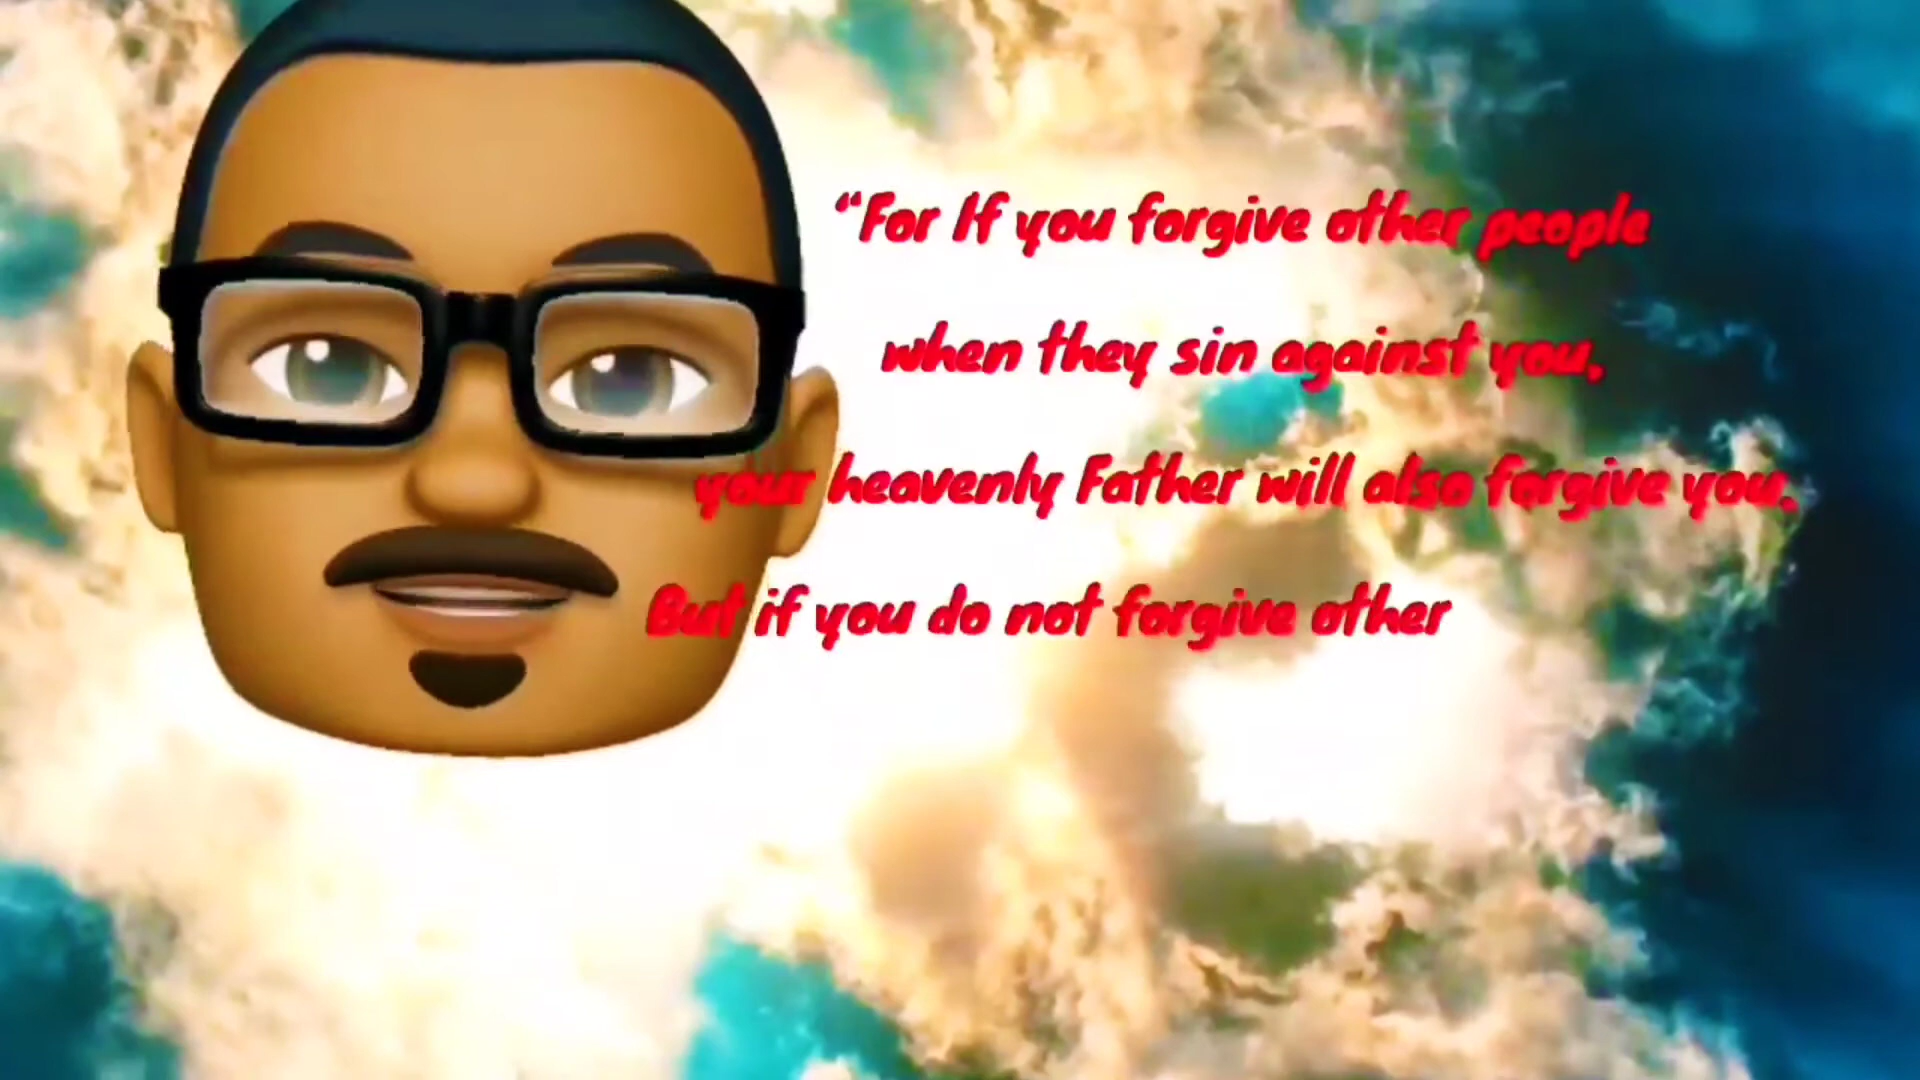 “For If you forgive other people
when they sin against you,
your heavenly Father will also forgive you.
But if you do not forgive other